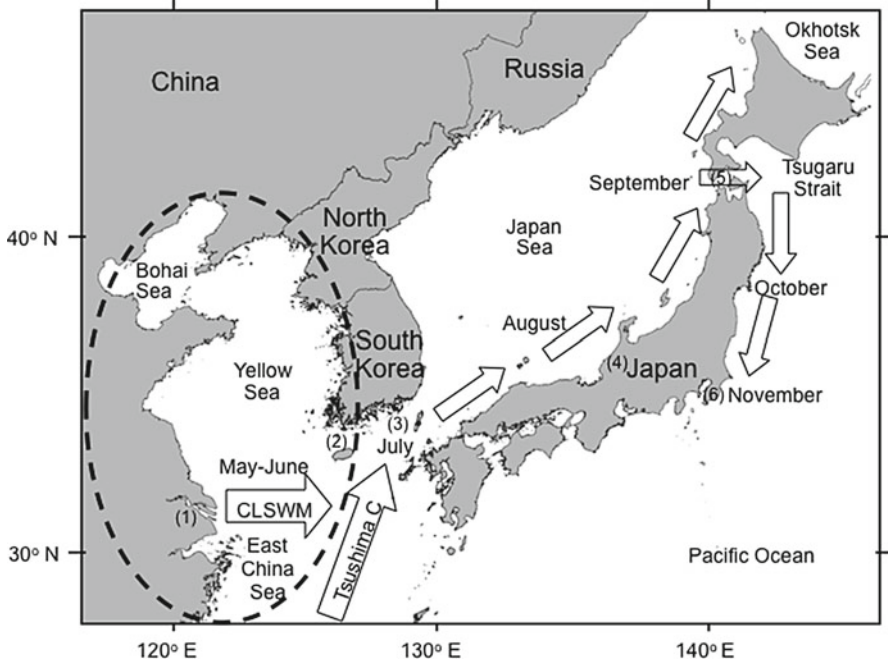 Okhotsk
Sea
China
Russia
September
(5)
Tsugaru
Strait
North
Korea
Japan
Sea
40° N
Bohai
Sea
October
August
South
Korea
Yellow
Sea
(4)
Japan
(6)
November
(3)
(2)
July
May-June
(1)
CLSWM
Tsushima C
East
China
Sea
30° N
Pacific Ocean
120° E
130° E
140° E